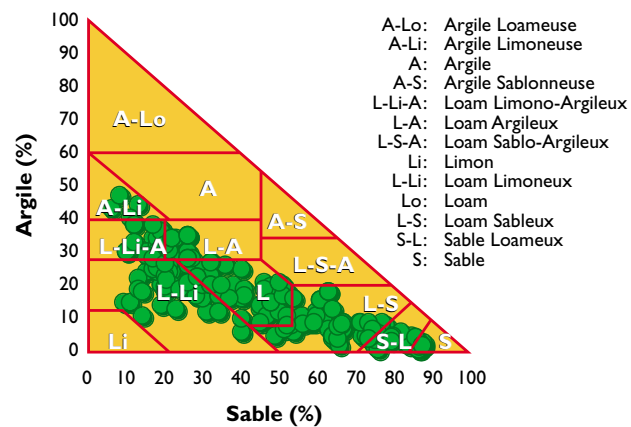 A-Lo: Argile Loameuse
A-Li: Argile Limoneuse
A: Argile
A-S: Argile Sablonneuse
L-Li-A: Loam Limono-Argileux
L-A: Loam Argileux
L-S-A: Loam Sablo-Argileux
Li: Limon
L-Li: Loam Limoneux
Lo: Loam
L-S: Loam Sableux
S-L: Sable Loameux
S: Sable
Argile (%)
100
90
80
70
60
50
40
30
20
10
0
A-Lo
A
A-Li
A-S
L-Li-A
L-A
L-S-A
L-Li
L
L-S
Li
S-L
S
0 10 20 30 40 50 60 70 80 90 100
Sable (%)